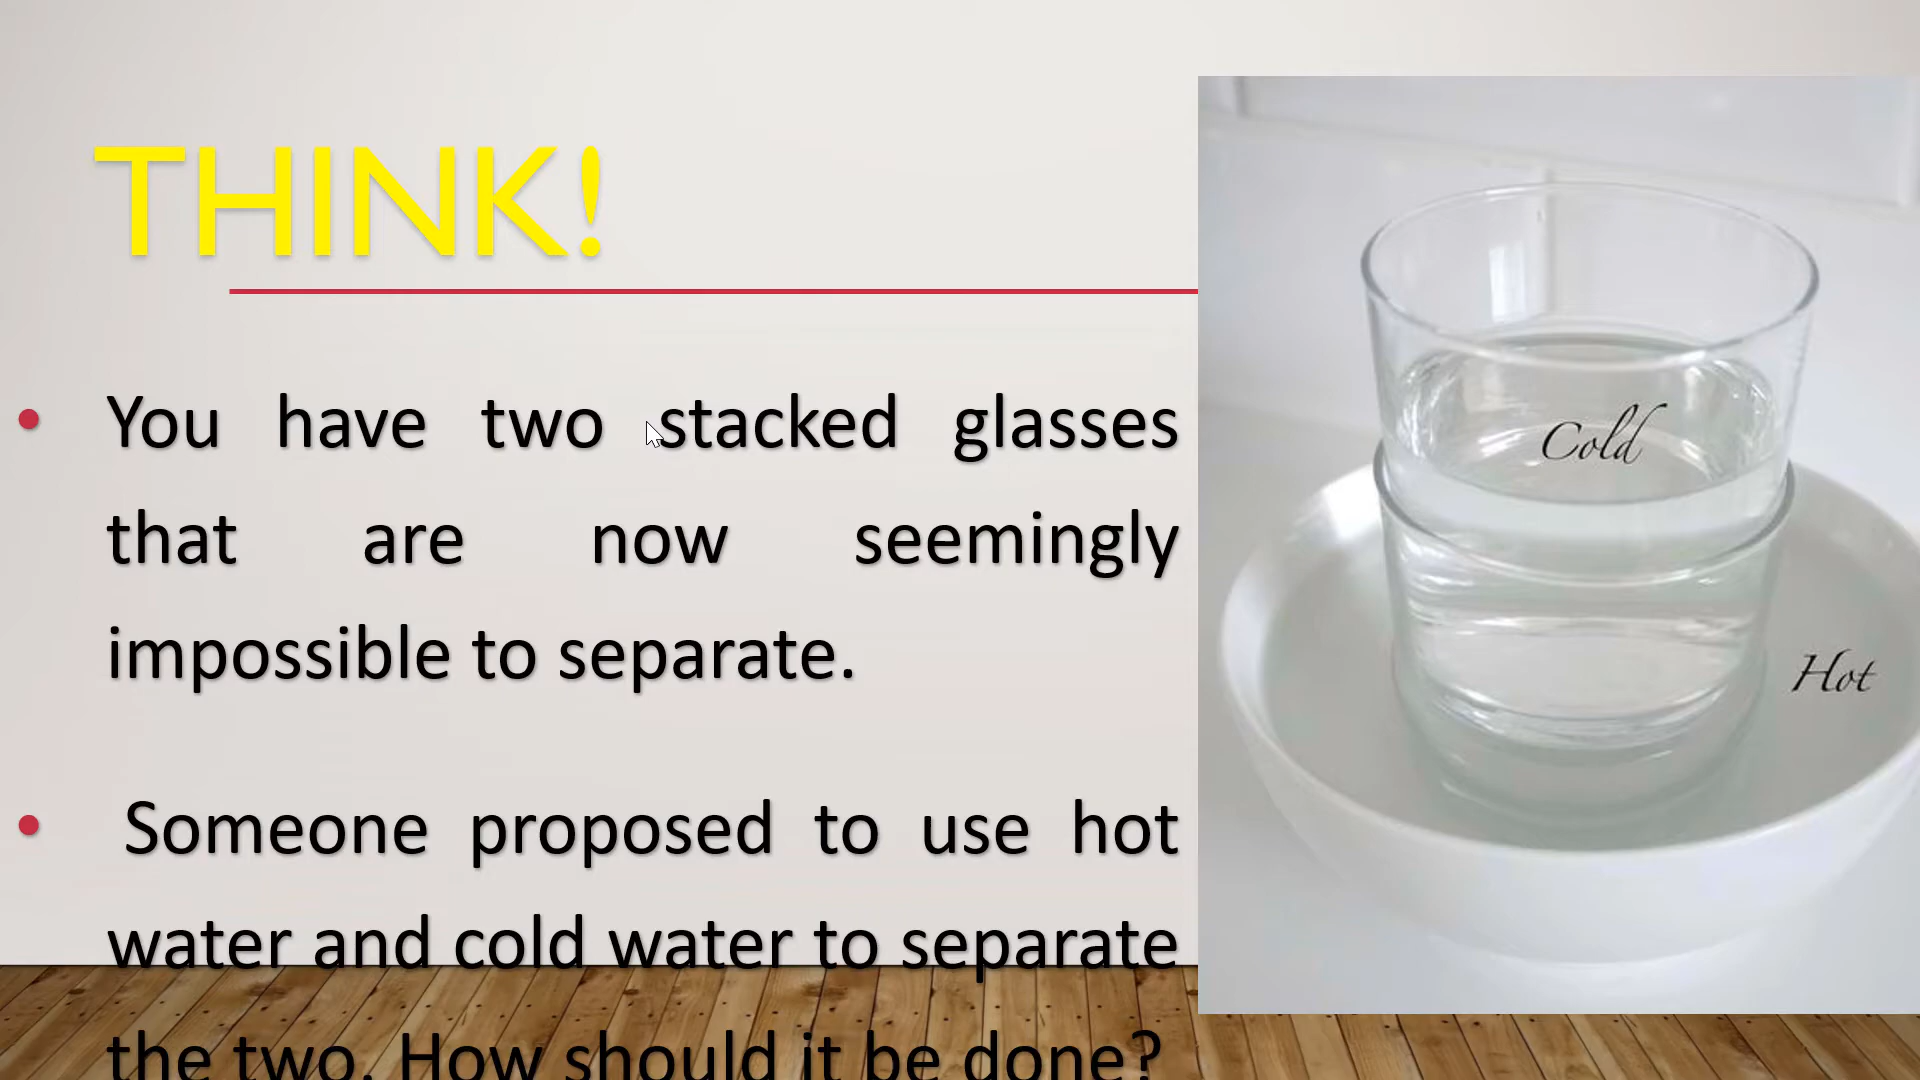 THINK!
• You have two stacked glasses
that are now seemingly
impossible to separate.
• Someone proposed to use hot
water and cold water to separate
the two. How should it be done?
Cold
Hot